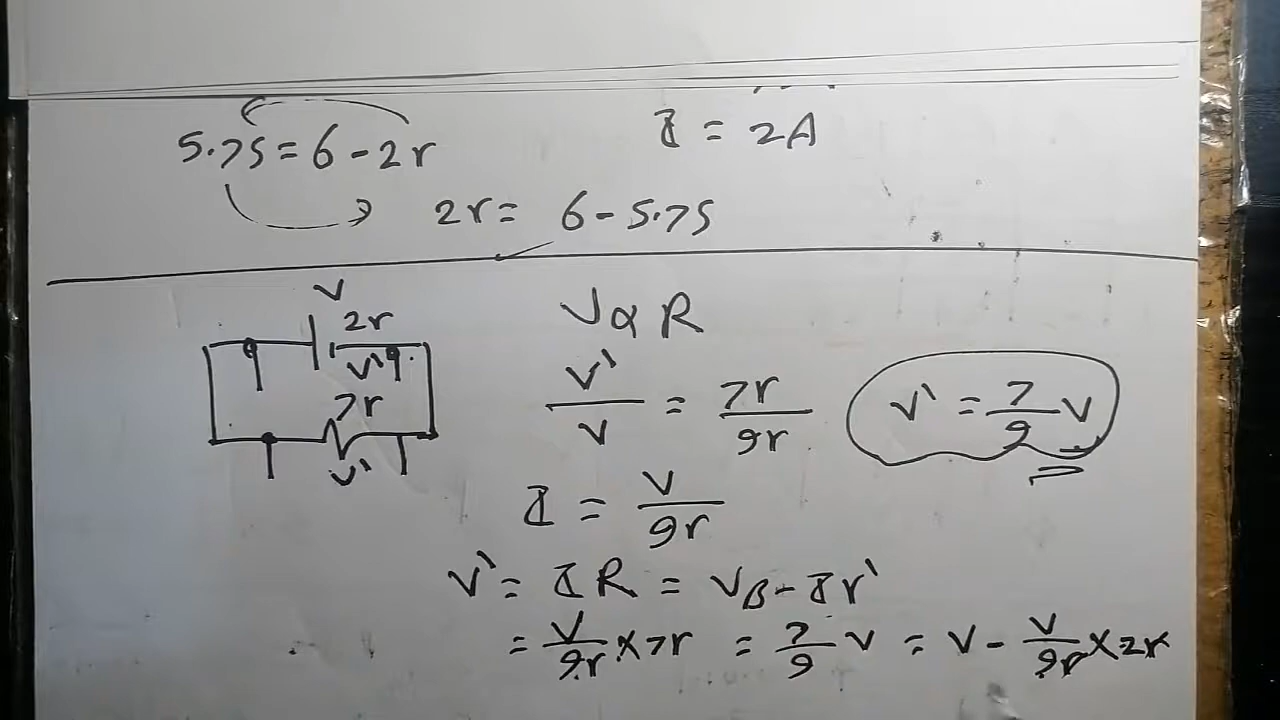 5.75 = 6 - 2r
I = 2A
2r = 6 - 5.75
V
2r
V'
7r
V'
V α R
V'/V = 7r/9r
V' = 7/9 V
I = V/9r
V' = IR = VB - Ir'
= V/9r × 7r = 7/9 V = V - V/9r × 2r